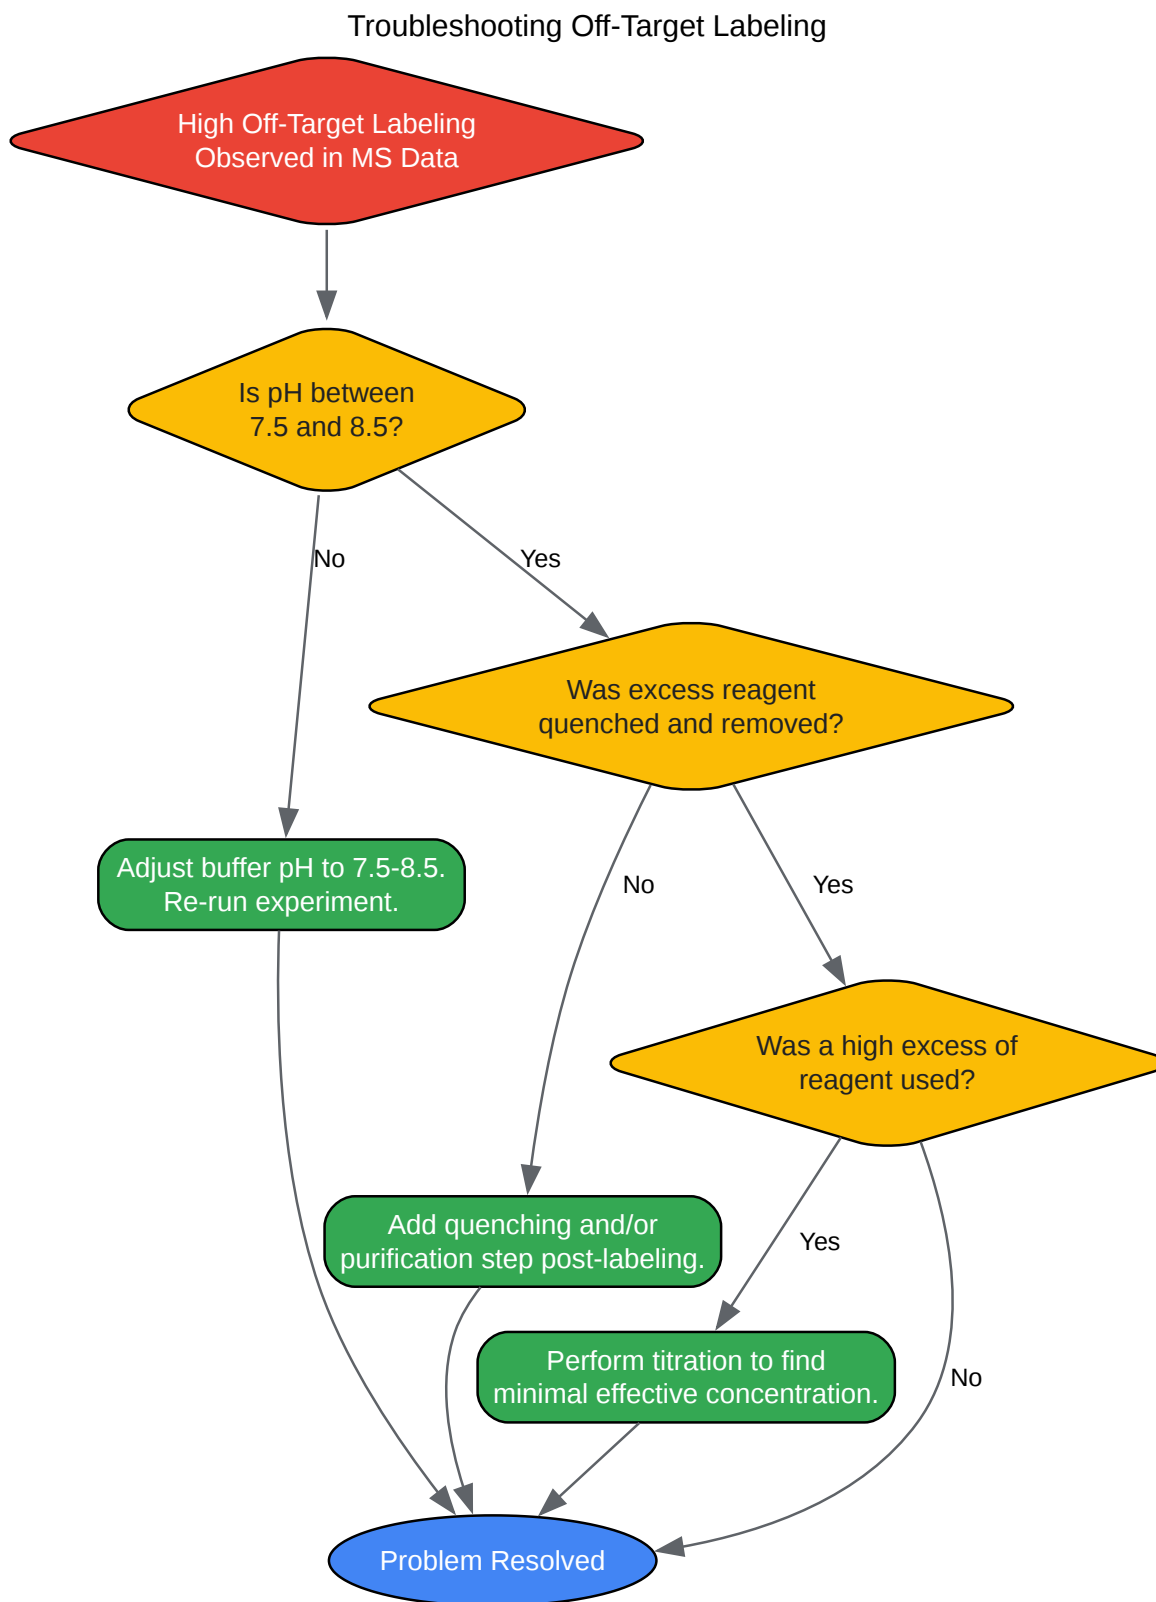 Troubleshooting Off-Target Labeling
High Off-Target Labeling
Observed in MS Data
Is pH between
7.5 and 8.5?
No
Yes
Was excess reagent
quenched and removed?
Adjust buffer pH to 7.5-8.5.
Re-run experiment.
No
Yes
Was a high excess of
reagent used?
Add quenching and/or
purification step post-labeling.
Yes
Perform titration to find
minimal effective concentration.
No
Problem Resolved